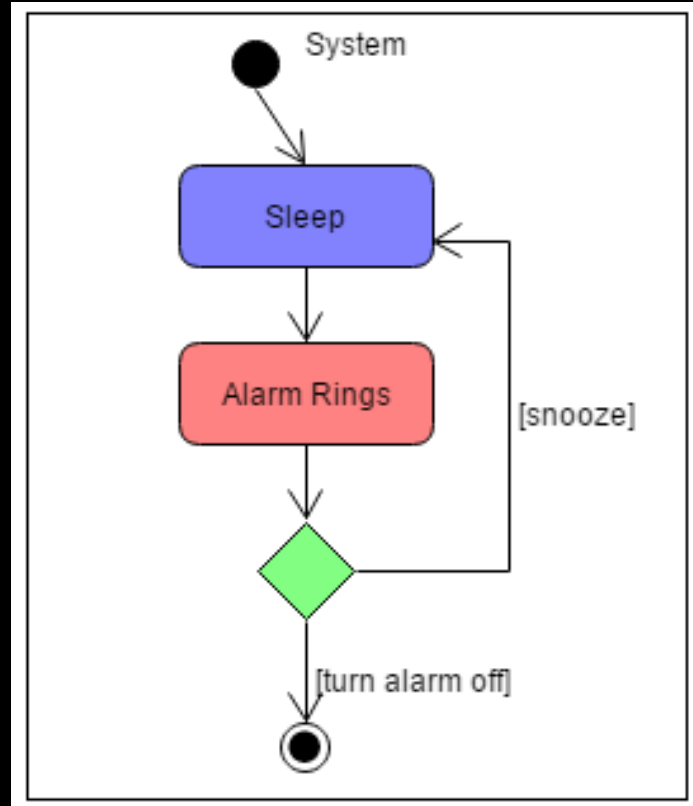 System
Sleep
Alarm Rings
[snooze]
[turn alarm off]